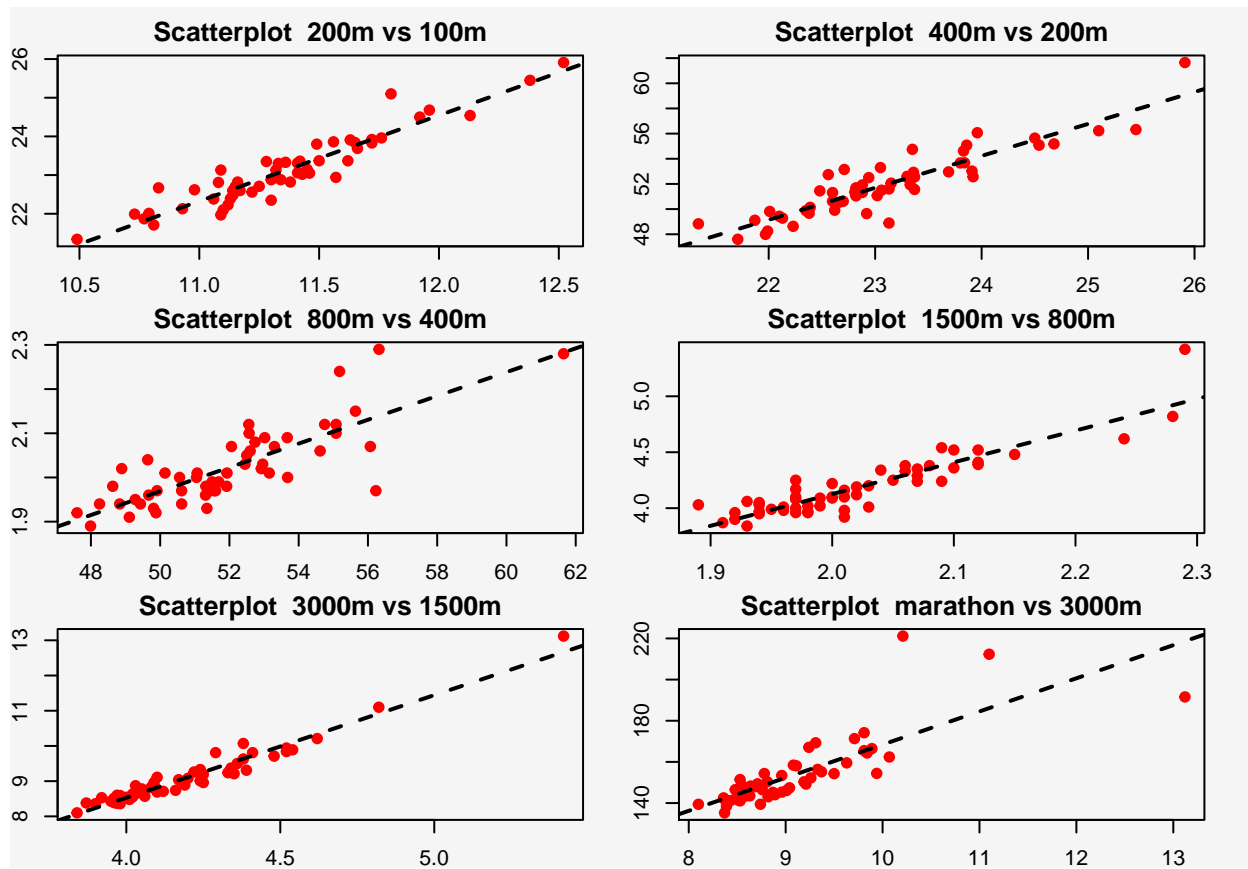 Scatterplot  200m vs 100m
26
24
22
10.5 11.0 11.5 12.0 12.5
Scatterplot  400m vs 200m
60
56
52
48
22 23 24 25 26
Scatterplot  800m vs 400m
2.3
2.1
1.9
48 50 52 54 56 58 60 62
Scatterplot  1500m vs 800m
5.0
4.5
4.0
1.9 2.0 2.1 2.2 2.3
Scatterplot  3000m vs 1500m
13
11
9
8
4.0 4.5 5.0
Scatterplot  marathon vs 3000m
220
180
140
8 9 10 11 12 13